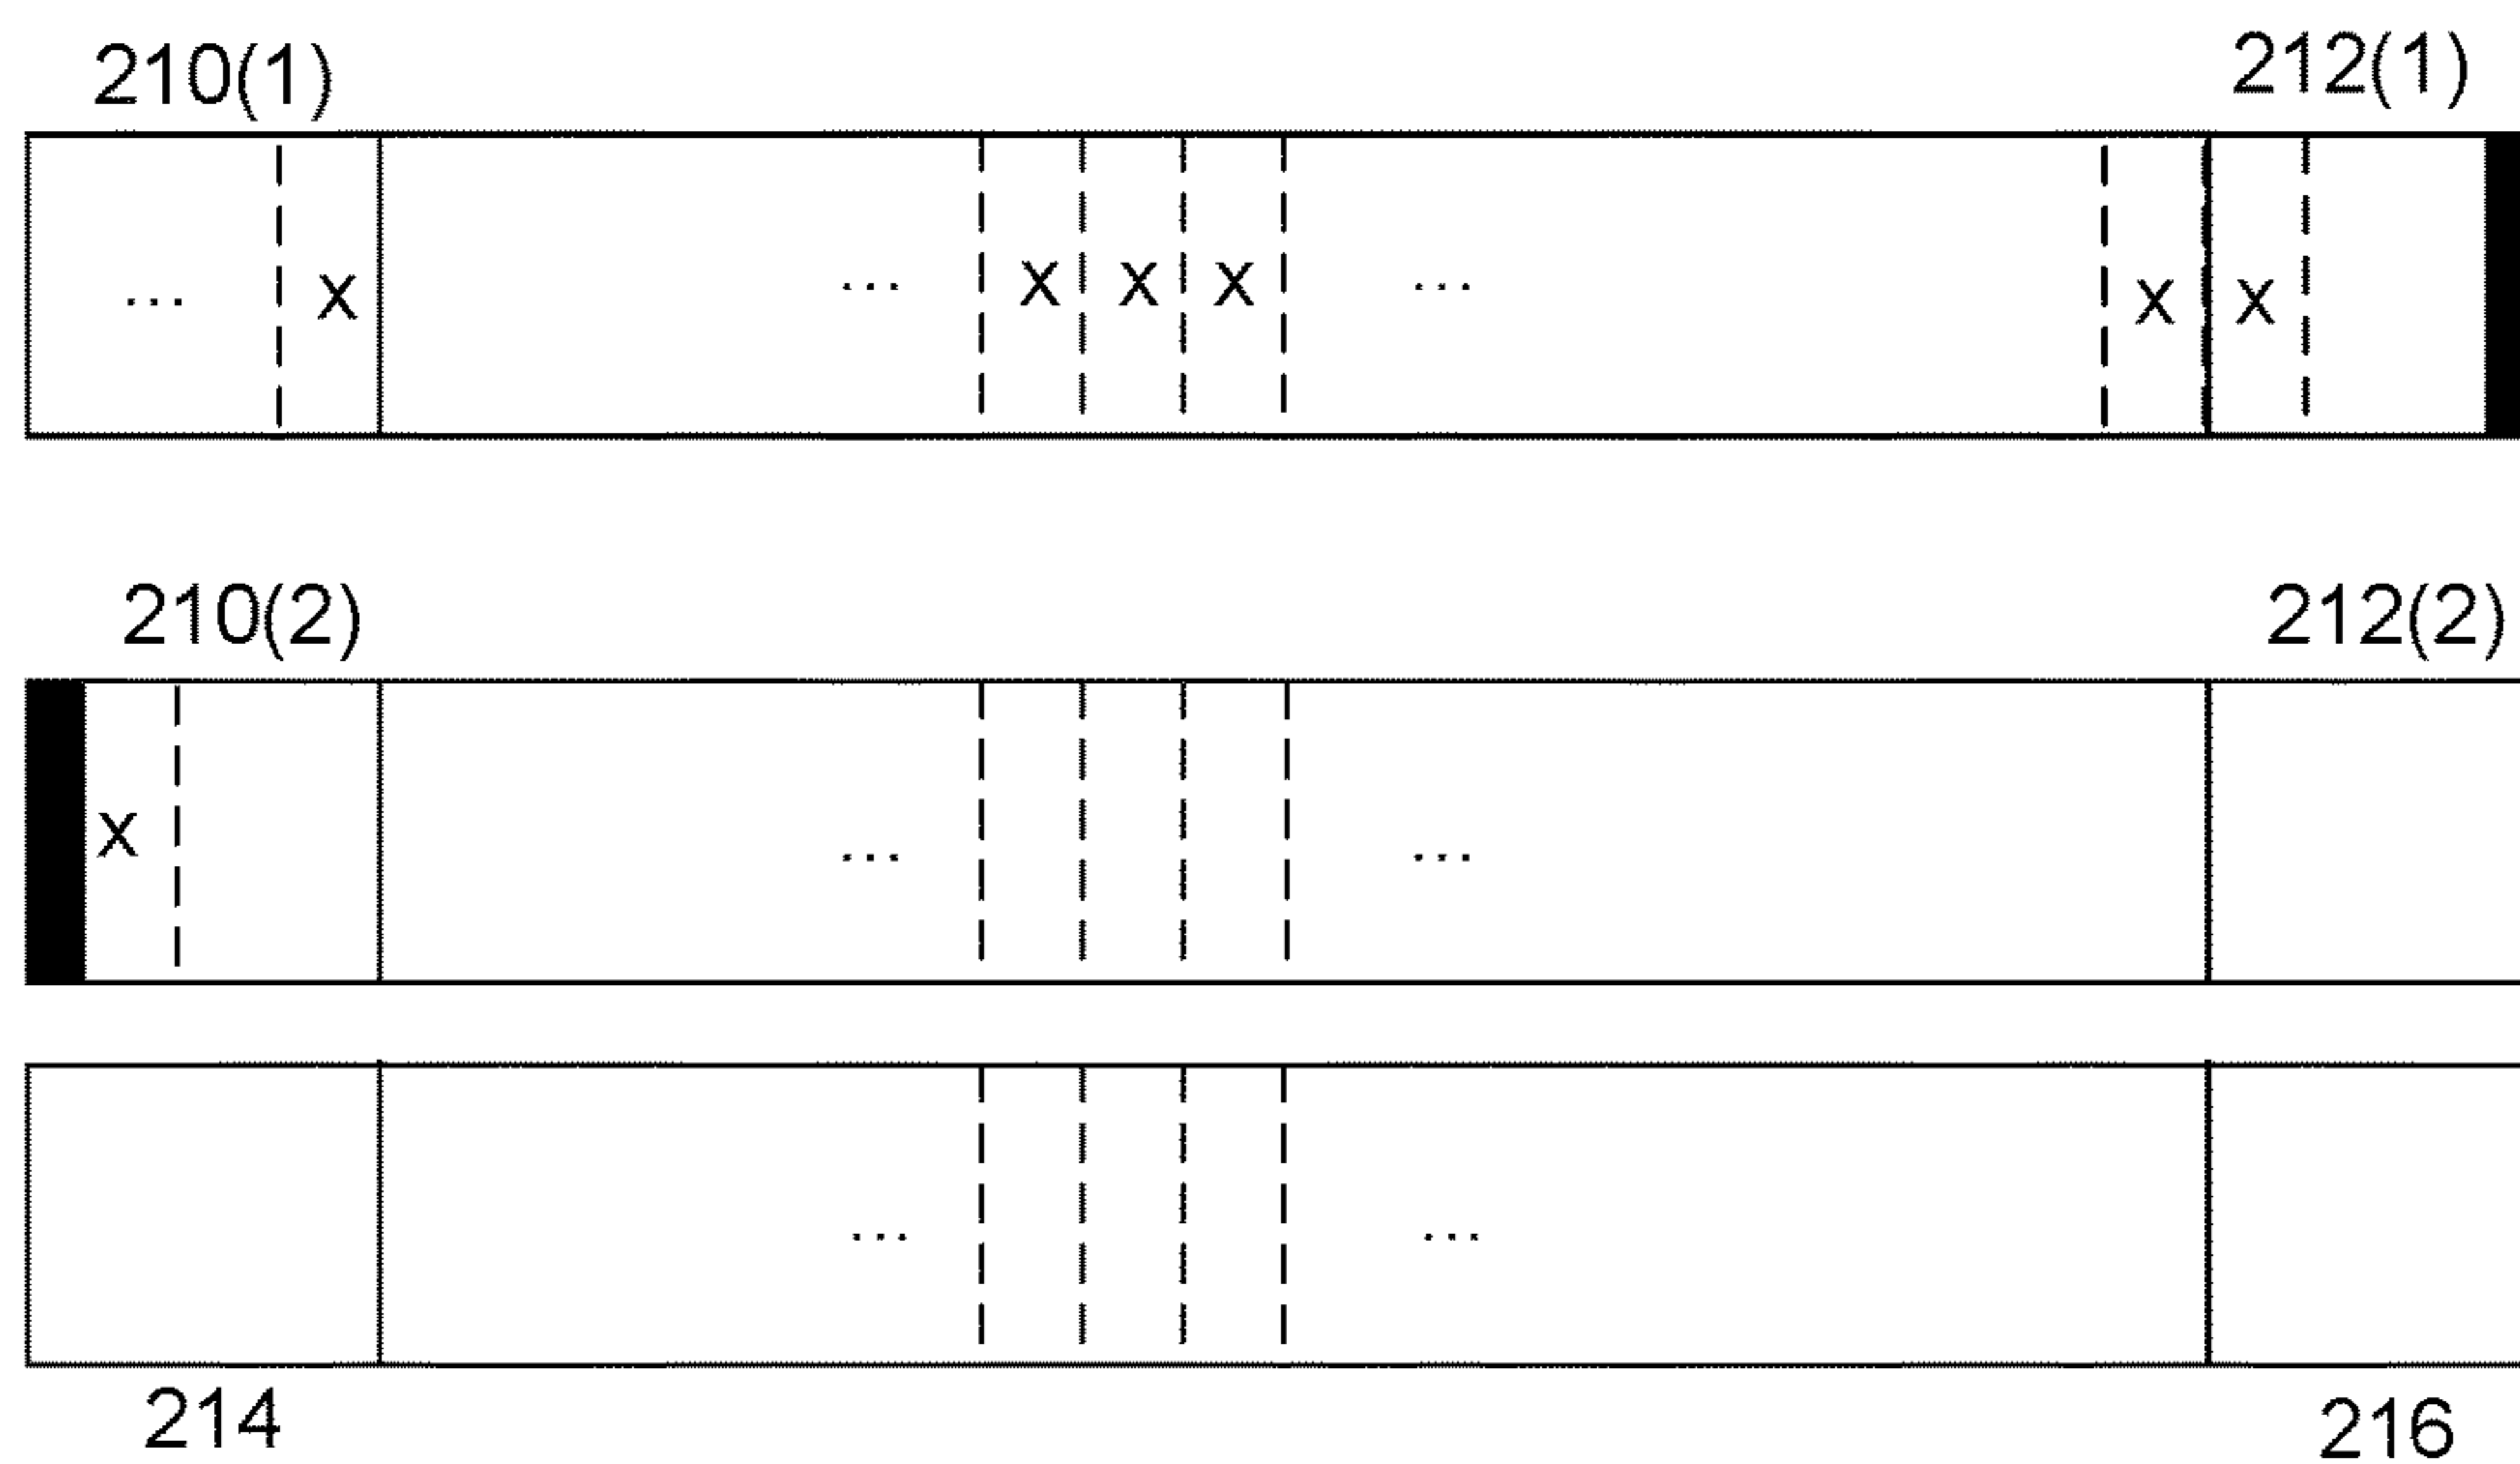 210(1) 212(1)
... x ... x x x ... x x
210(2) 212(2)
x ... ...
... ...
214 216